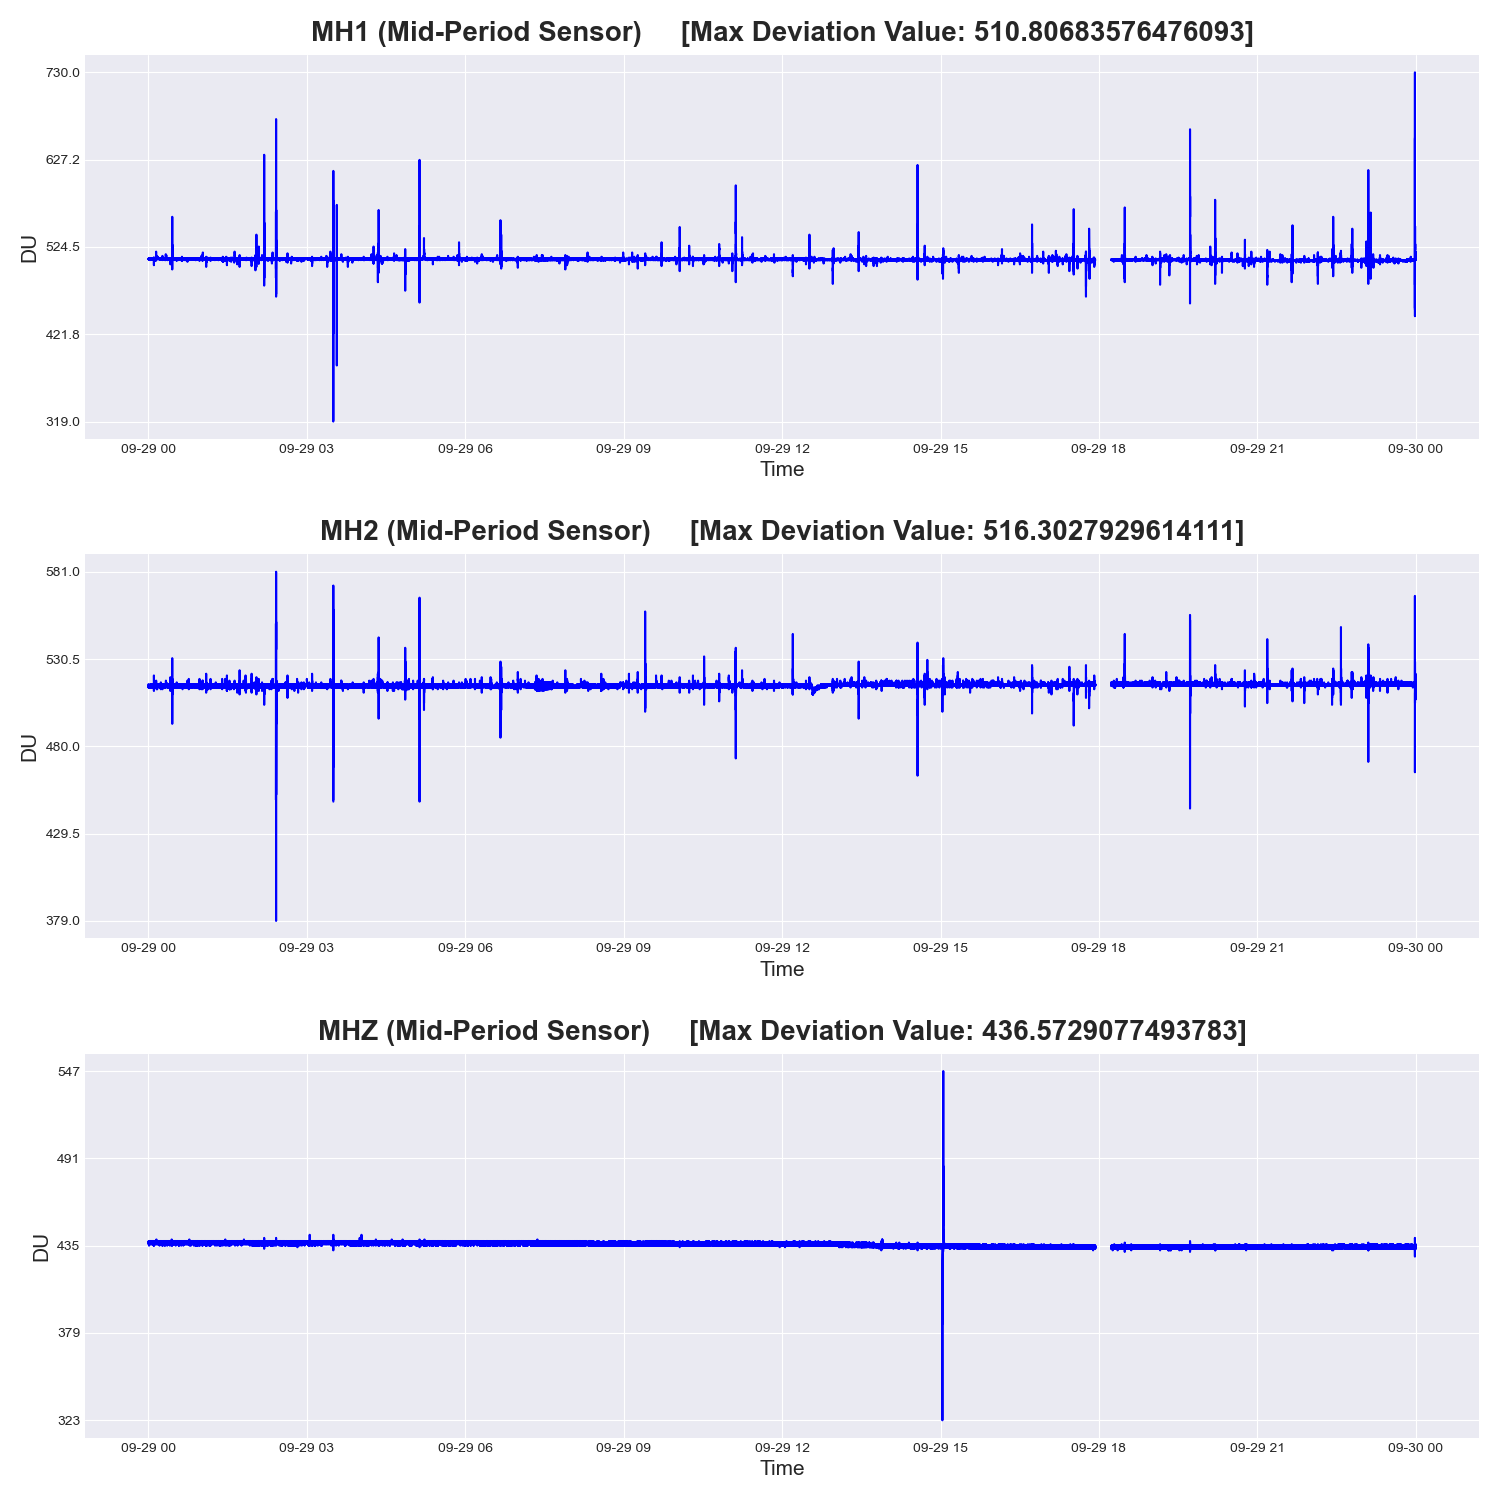 MH1 (Mid-Period Sensor) [Max Deviation Value: 510.80683576476093]
730.0
627.2
524.5
421.8
319.0
DU
09-29 00 09-29 03 09-29 06 09-29 09 09-29 12 09-29 15 09-29 18 09-29 21 09-30 00
Time
MH2 (Mid-Period Sensor) [Max Deviation Value: 516.3027929614111]
581.0
530.5
480.0
429.5
379.0
DU
09-29 00 09-29 03 09-29 06 09-29 09 09-29 12 09-29 15 09-29 18 09-29 21 09-30 00
Time
MHZ (Mid-Period Sensor) [Max Deviation Value: 436.5729077493783]
547
491
435
379
323
DU
09-29 00 09-29 03 09-29 06 09-29 09 09-29 12 09-29 15 09-29 18 09-29 21 09-30 00
Time